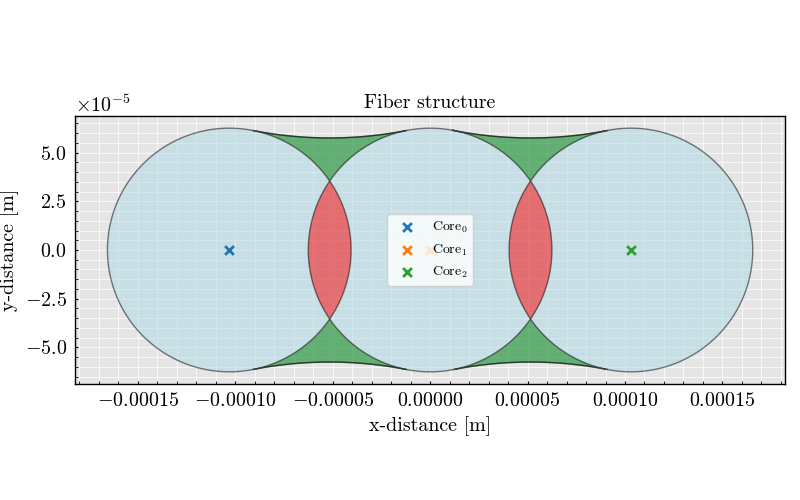 Fiber structure
×10⁻⁵
5.0
2.5
0.0
−2.5
−5.0
y-distance [m]
Core₀
Core₁
Core₂
−0.00015 −0.00010 −0.00005 0.00000 0.00005 0.00010 0.00015
x-distance [m]